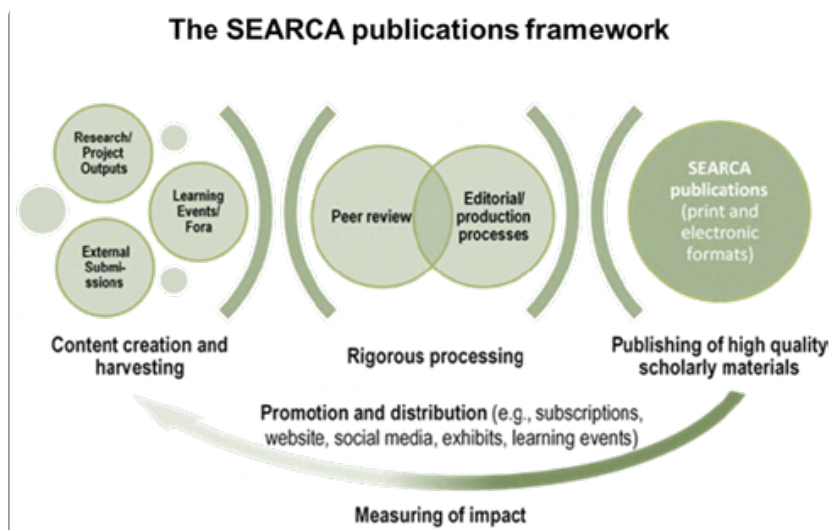 The SEARCA publications framework
Research/
Project
Outputs
Learning
Events/
Fora
External
Submi-
ssions
Content creation and
harvesting
Peer review
Editorial/
production
processes
Rigorous processing
SEARCA
publications
(print and
electronic
formats)
Publishing of high quality
scholarly materials
Promotion and distribution (e.g., subscriptions,
website, social media, exhibits, learning events)
Measuring of impact